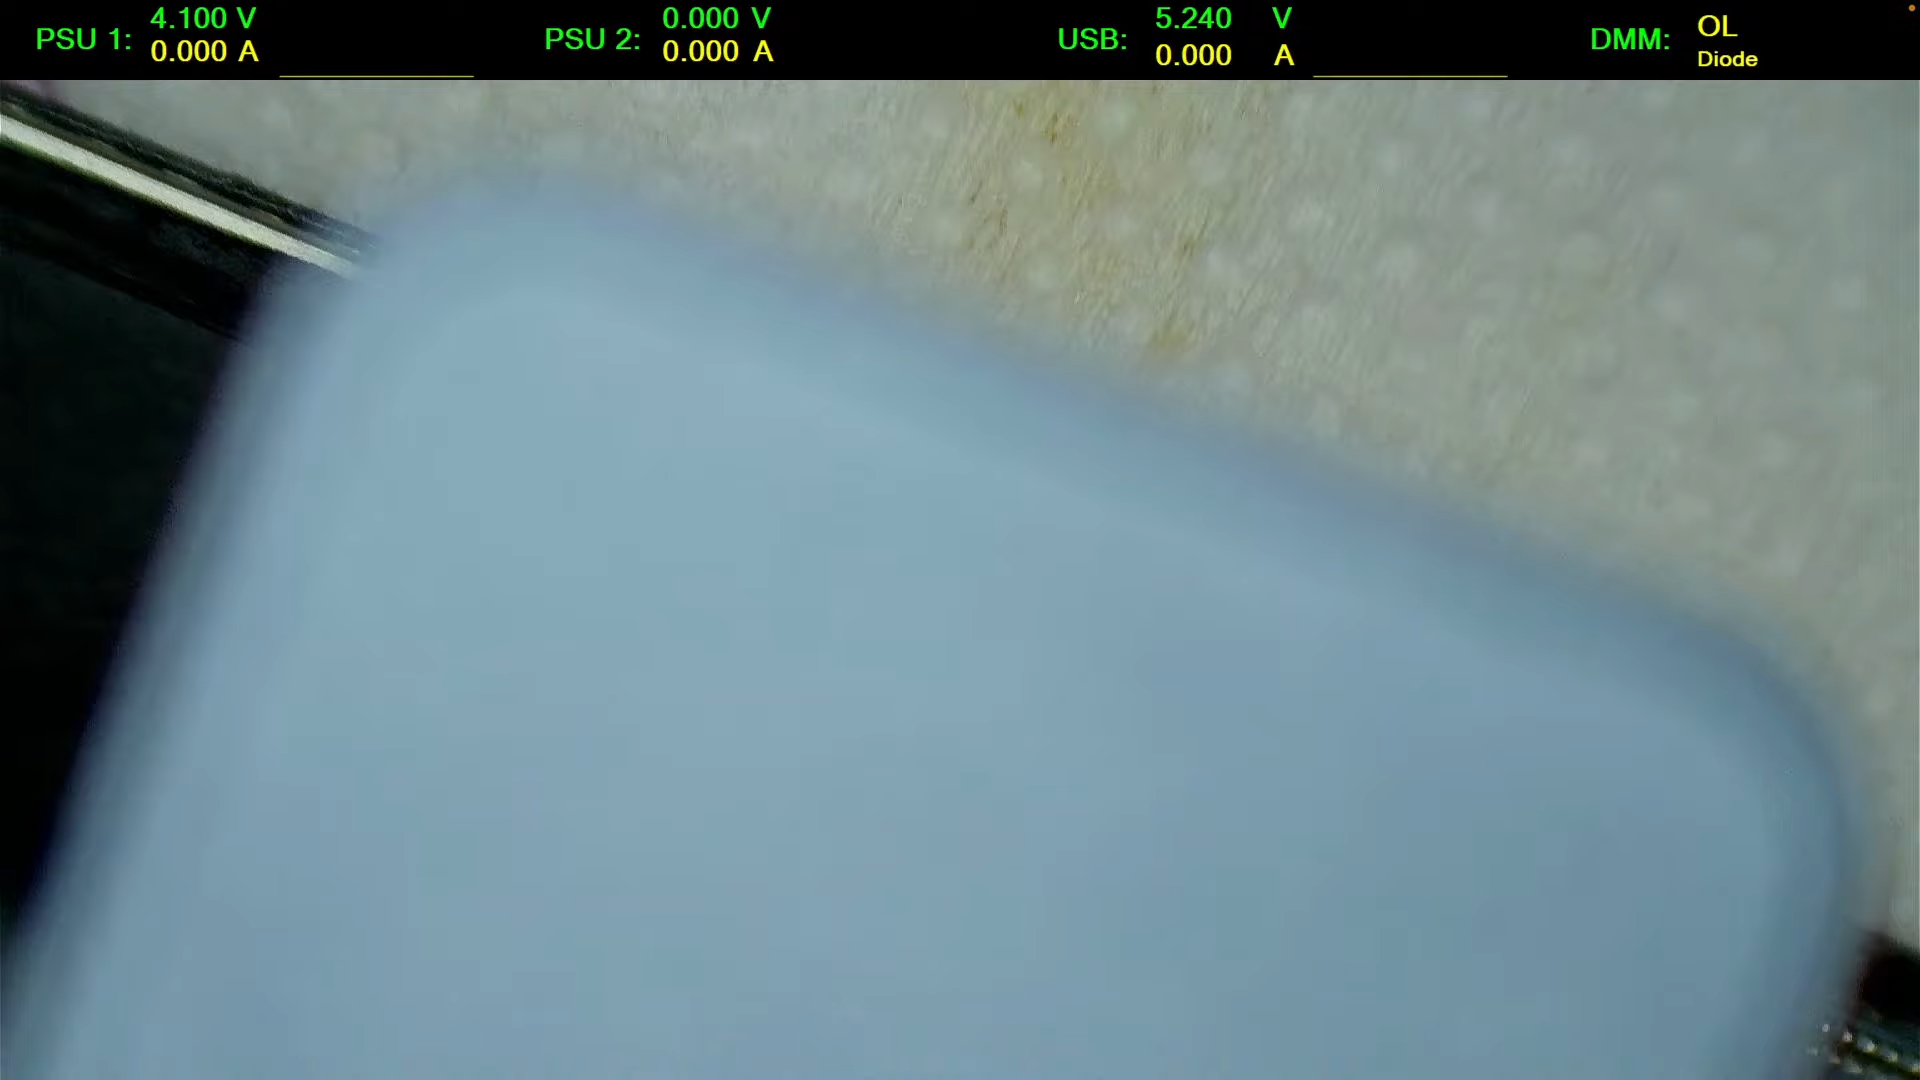 PSU 1: 4.100 V
0.000 A
PSU 2: 0.000 V
0.000 A
USB: 5.240 V
0.000 A
DMM: OL
Diode